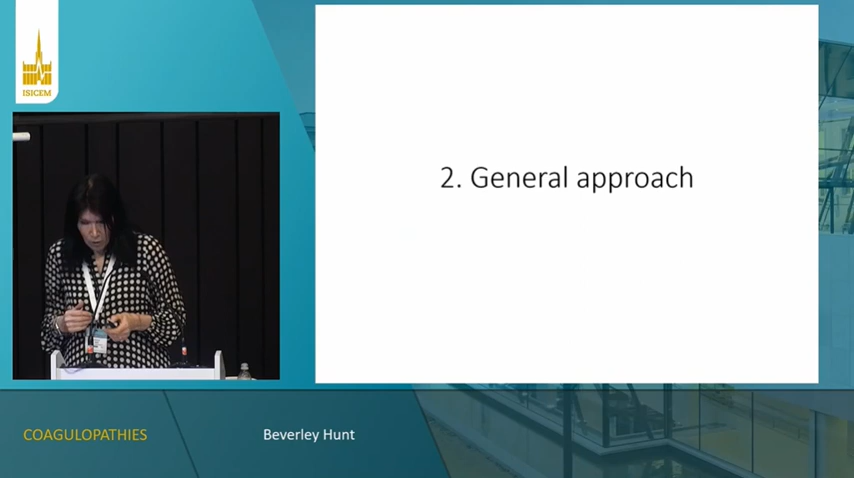 ISICEM
2. General approach
COAGULOPATHIES
Beverley Hunt